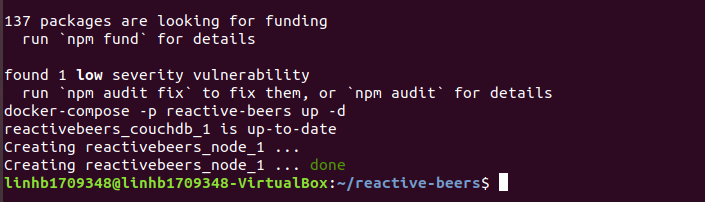 137 packages are looking for funding
  run `npm fund` for details

found 1 low severity vulnerability
  run `npm audit fix` to fix them, or `npm audit` for details
docker-compose -p reactive-beers up -d
reactivebeers_couchdb_1 is up-to-date
Creating reactivebeers_node_1 ...
Creating reactivebeers_node_1 ... done
linhb1709348@linhb1709348-VirtualBox:~/reactive-beers$